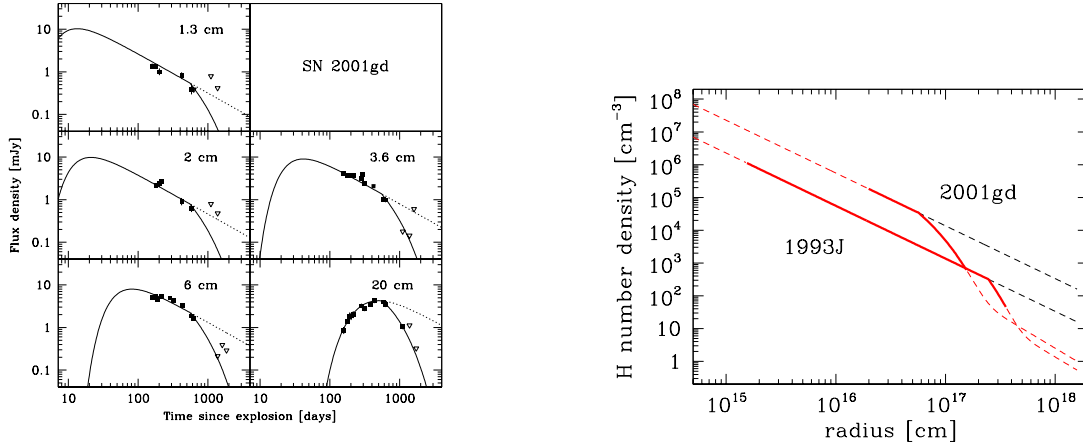 10
1
0.1
1.3 cm
SN 2001gd
Flux density [mJy]
10
1
0.1
2 cm
3.6 cm
10
1
0.1
6 cm
20 cm
10 100 1000 10 100 1000
Time since explosion [days]
H number density [cm⁻³]
10⁸
10⁷
10⁶
10⁵
10⁴
10³
10²
10
1
2001gd
1993J
10¹⁵ 10¹⁶ 10¹⁷ 10¹⁸
radius [cm]